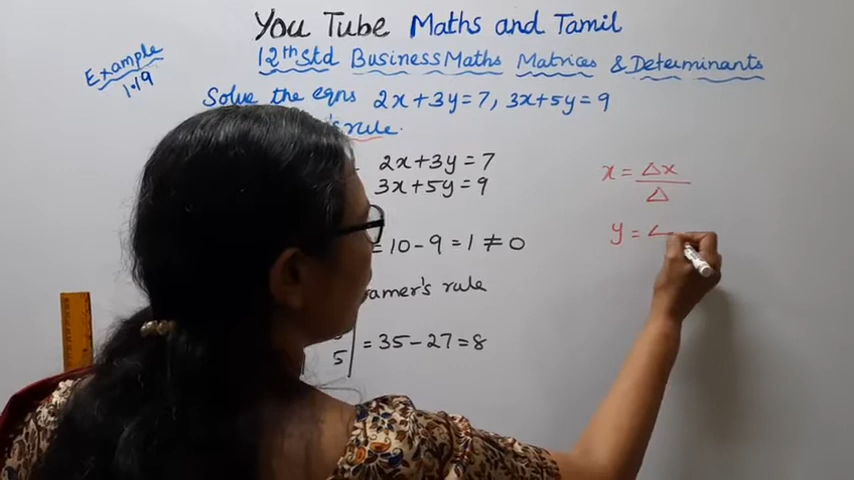 You Tube Maths and Tamil
12th Std Business Maths Matrices & Determinants
Example 1.19
Solve the eqns 2x+3y=7, 3x+5y=9
rule.
2x+3y=7
3x+5y=9
=10-9=1≠0
ramer's rule
5 | =35-27=8
x = Δx
Δ
y =